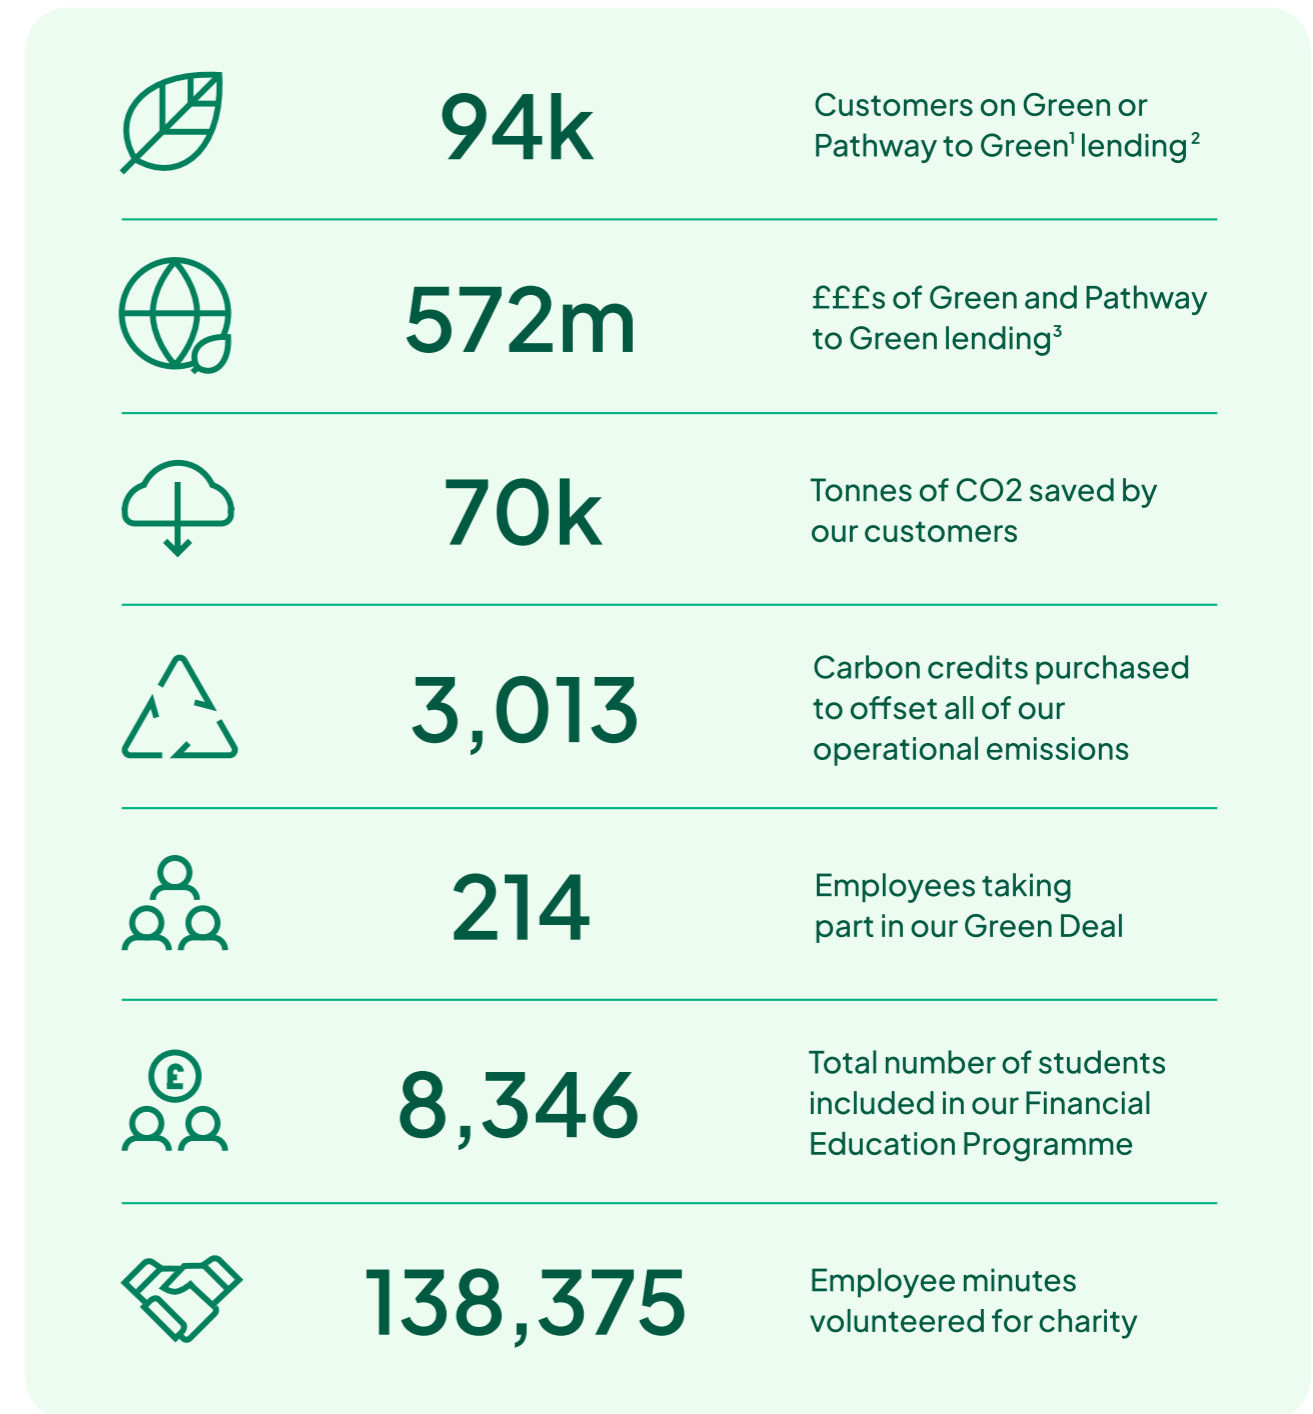 94k
Customers on Green or
Pathway to Green¹ lending²
572m
£££s of Green and Pathway
to Green lending³
70k
Tonnes of CO2 saved by
our customers
3,013
Carbon credits purchased
to offset all of our
operational emissions
214
Employees taking
part in our Green Deal
£
8,346
Total number of students
included in our Financial
Education Programme
138,375
Employee minutes
volunteered for charity